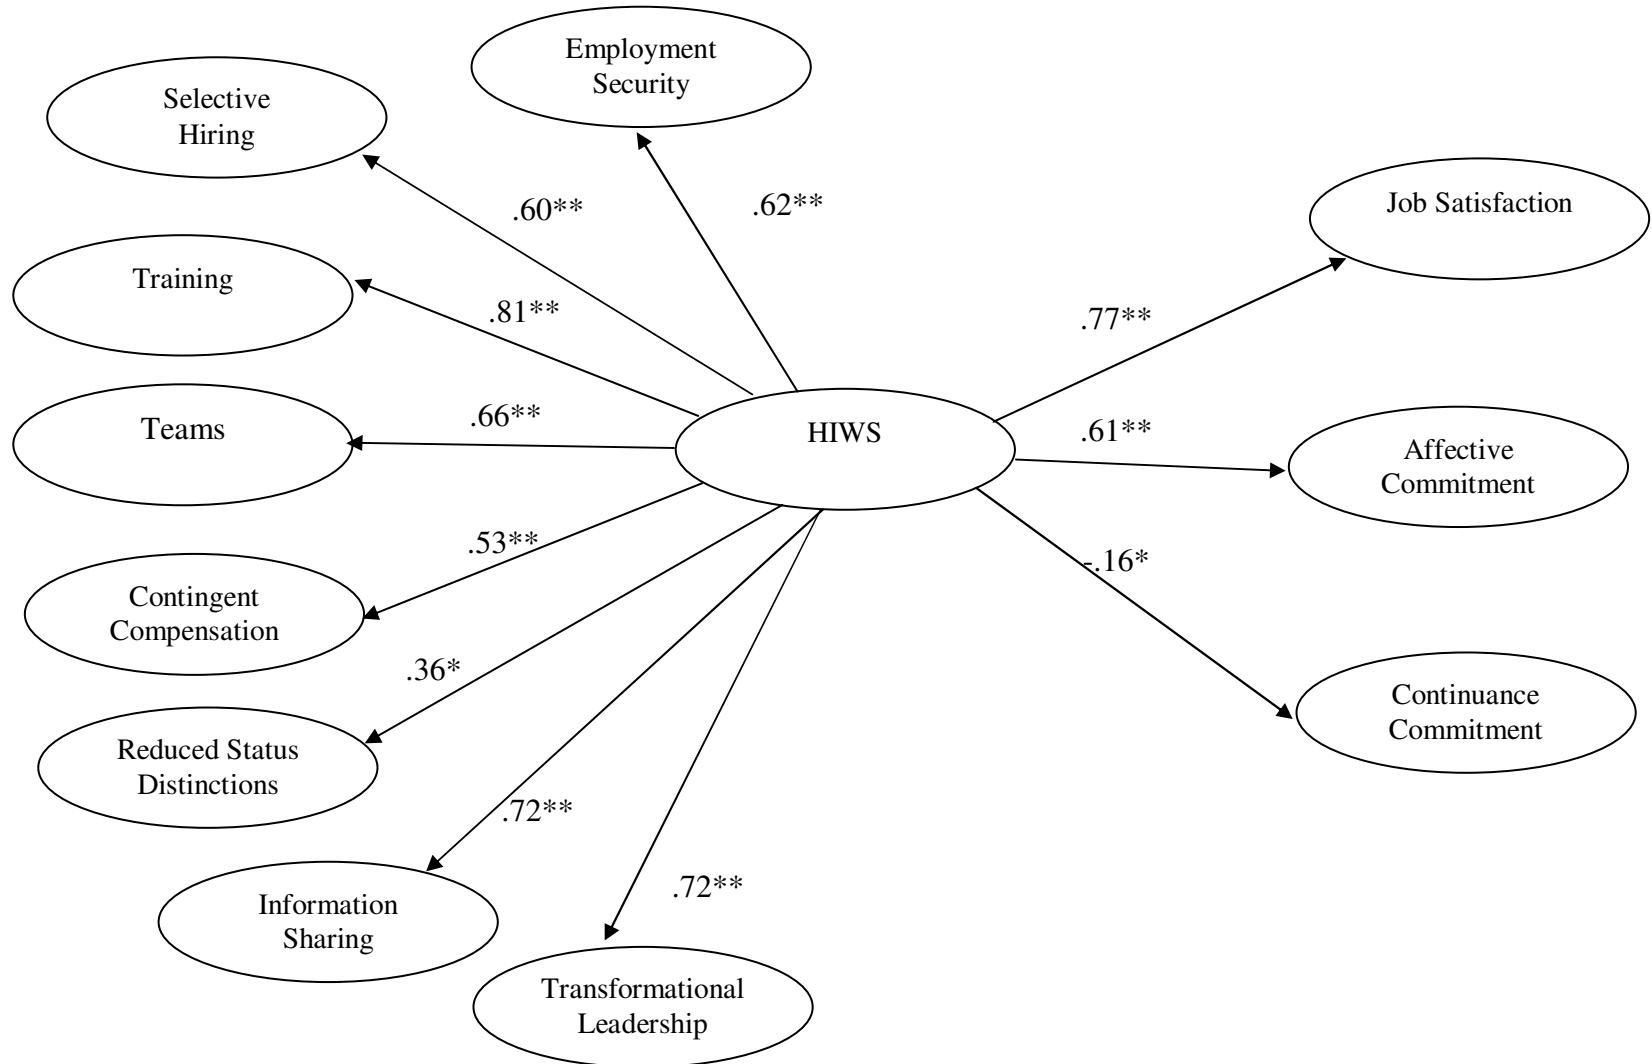 Employment
Security
Selective
Hiring
.60**
.62**
Job Satisfaction
Training
.81**
.77**
Teams
.66**
HIWS
.61**
Affective
Commitment
.53**
-.16*
Contingent
Compensation
.36*
Continuance
Commitment
Reduced Status
Distinctions
.72**
Information
Sharing
.72**
Transformational
Leadership